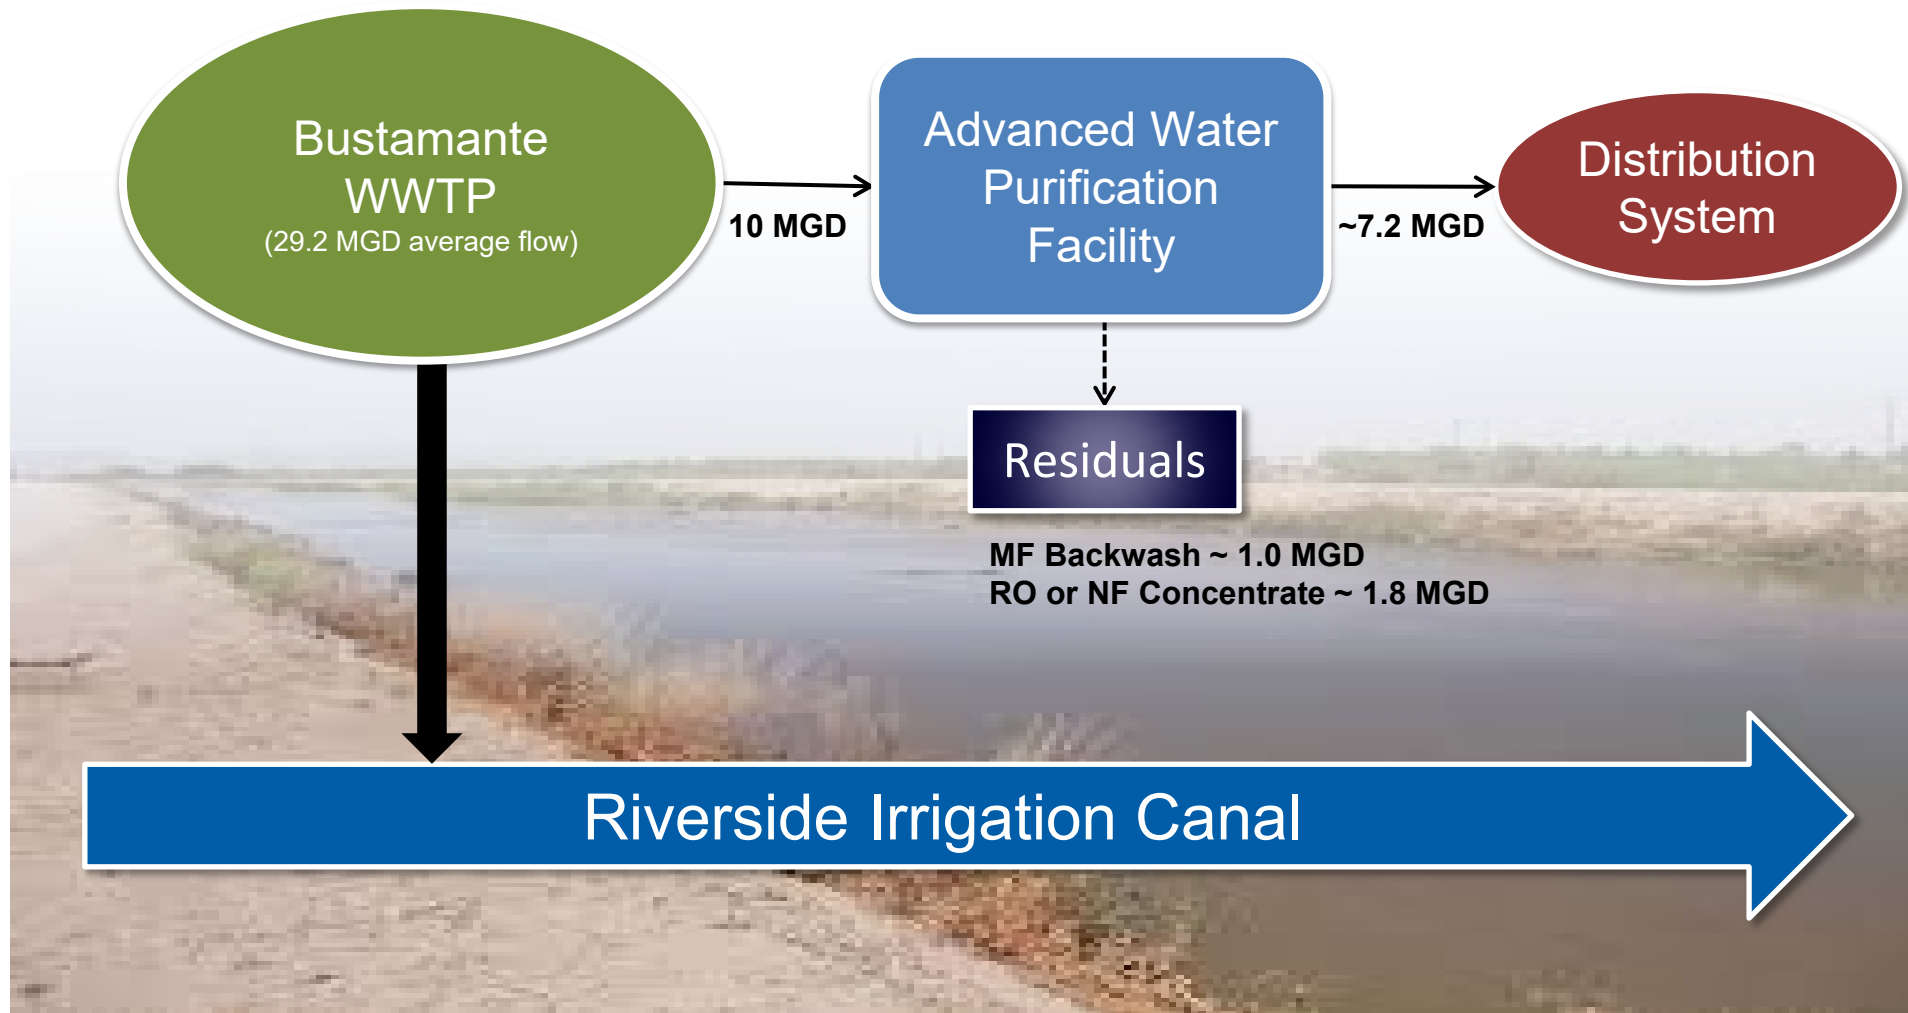 Bustamante
WWTP
(29.2 MGD average flow)
10 MGD
Advanced Water
Purification
Facility
~7.2 MGD
Distribution
System
Residuals
MF Backwash ~ 1.0 MGD
RO or NF Concentrate ~ 1.8 MGD
Riverside Irrigation Canal